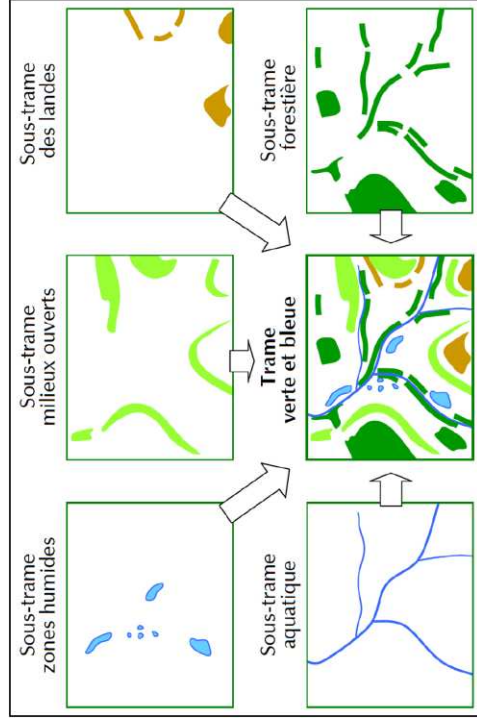 Sous-trame
zones humides
Sous-trame
milieux ouverts
Sous-trame
des landes
Sous-trame
aquatique
Trame
verte et bleue
Sous-trame
forestière